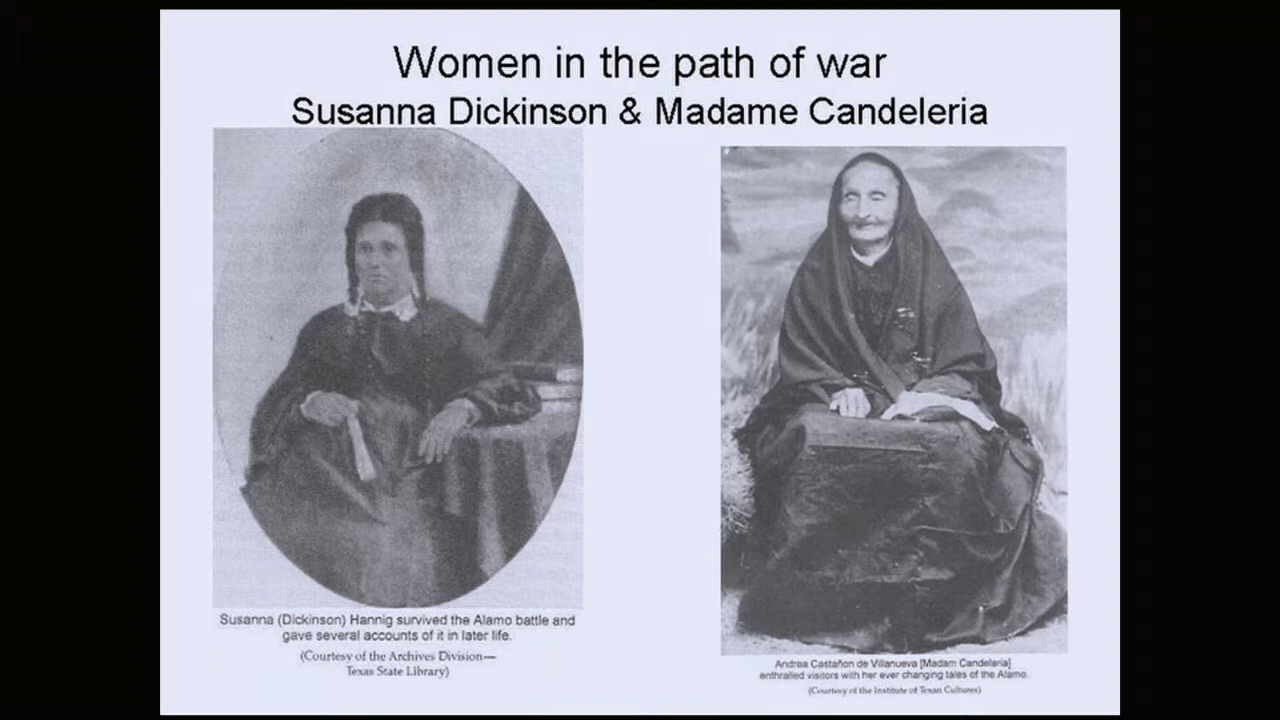 Women in the path of war
Susanna Dickinson & Madame Candeleria
Susanna (Dickinson) Hannig survived the Alamo battle and
gave several accounts of it in later life.
(Courtesy of the Archives Division—
Texas State Library)
Andrea Castañon de Villanueva [Madam Candelaria]
enthralled visitors with her ever changing tales of the Alamo.
(Courtesy of the Institute of Texan Cultures)